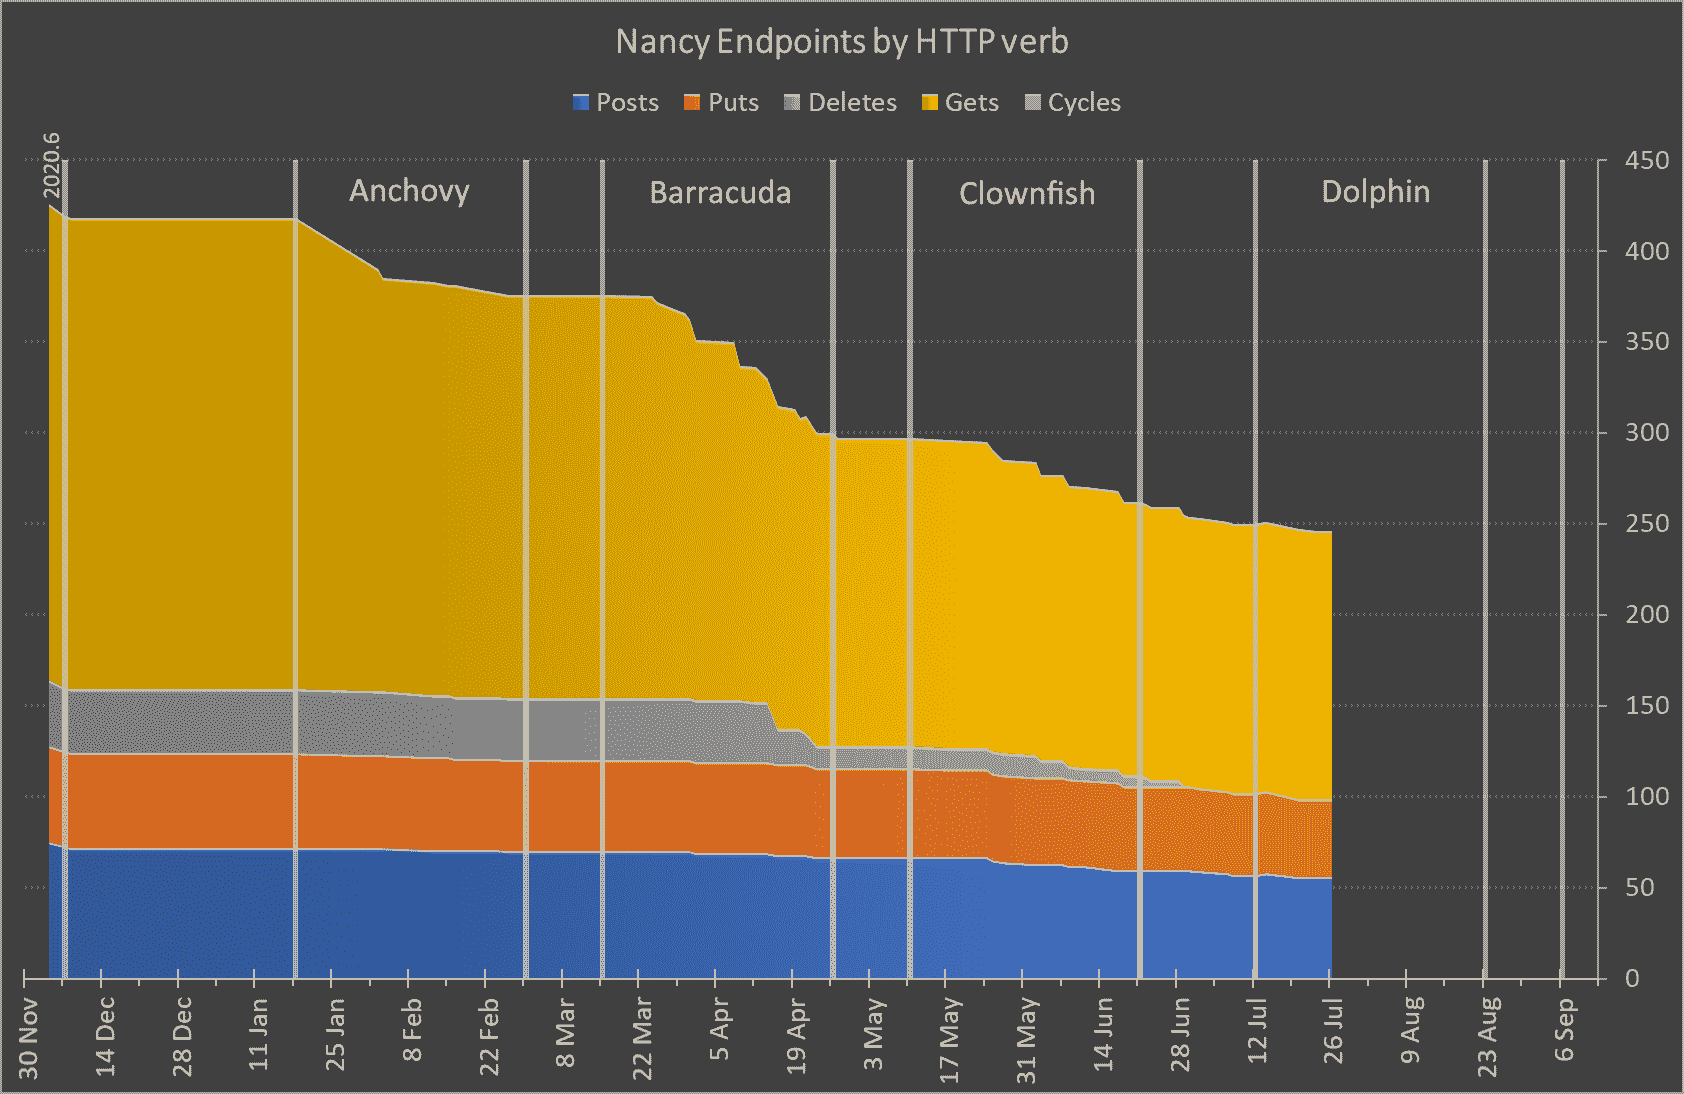 Nancy Endpoints by HTTP verb
Posts Puts Deletes Gets Cycles
2020.6
Anchovy Barracuda Clownfish Dolphin
450
400
350
300
250
200
150
100
50
0
30 Nov 14 Dec 28 Dec 11 Jan 25 Jan 8 Feb 22 Feb 8 Mar 22 Mar 5 Apr 19 Apr 3 May 17 May 31 May 14 Jun 28 Jun 12 Jul 26 Jul 9 Aug 23 Aug 6 Sep